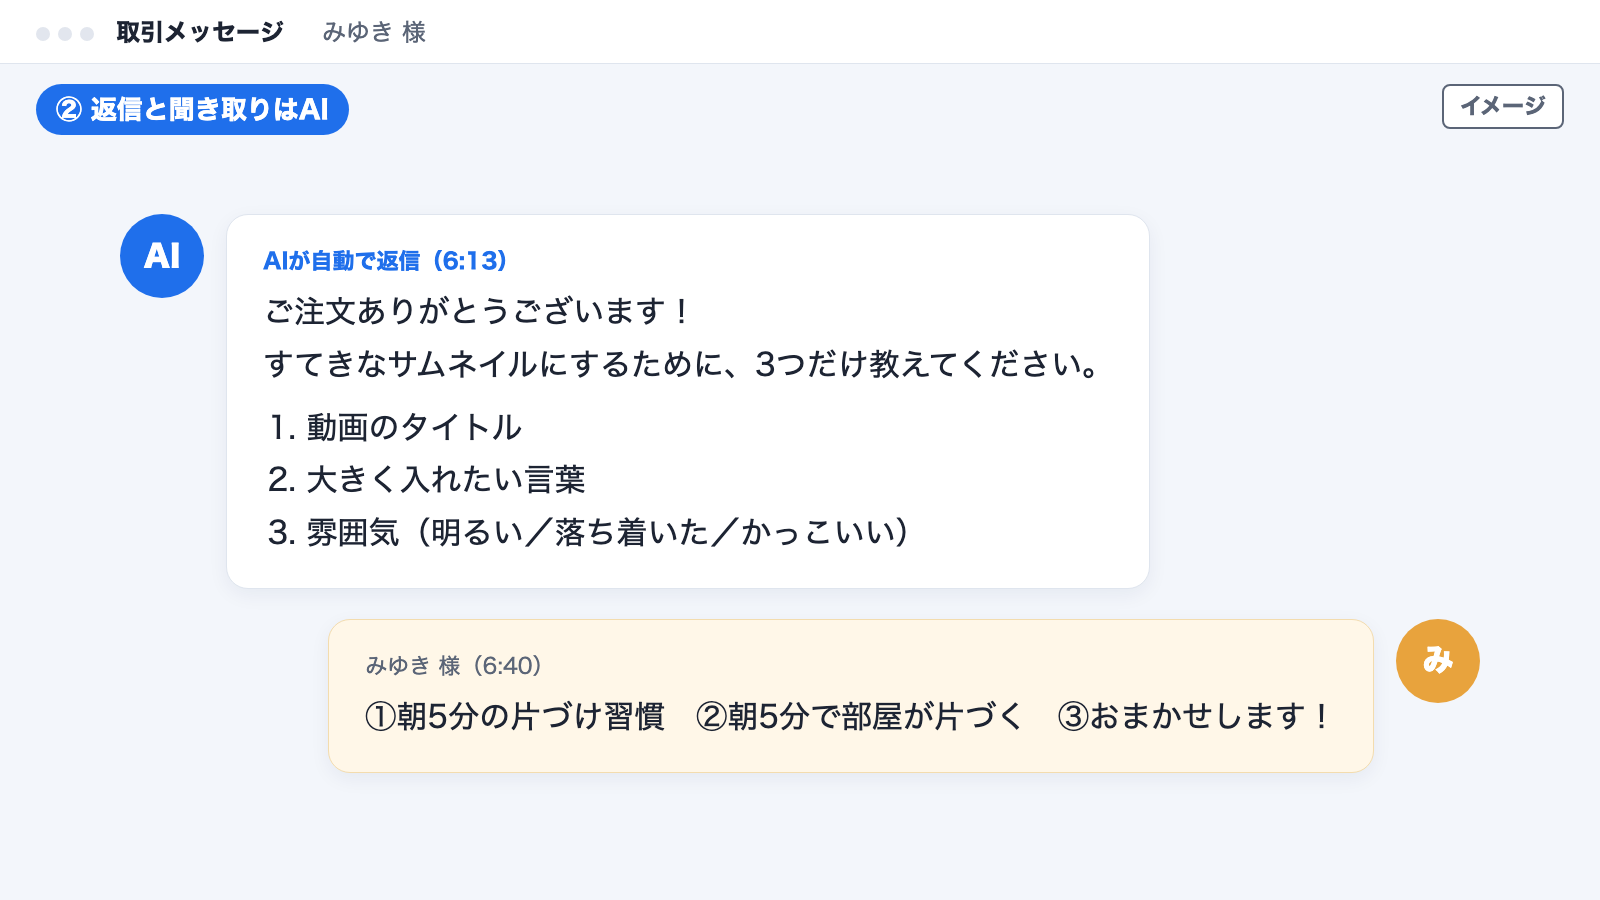 取引メッセージ みゆき 様
② 返信と聞き取りはAI
イメージ
AI
AIが自動で返信（6:13）
ご注文ありがとうございます！
すてきなサムネイルにするために、3つだけ教えてください。
1. 動画のタイトル
2. 大きく入れたい言葉
3. 雰囲気（明るい／落ち着いた／かっこいい）
みゆき 様（6:40）
①朝5分の片づけ習慣　②朝5分で部屋が片づく　③おまかせします！
み